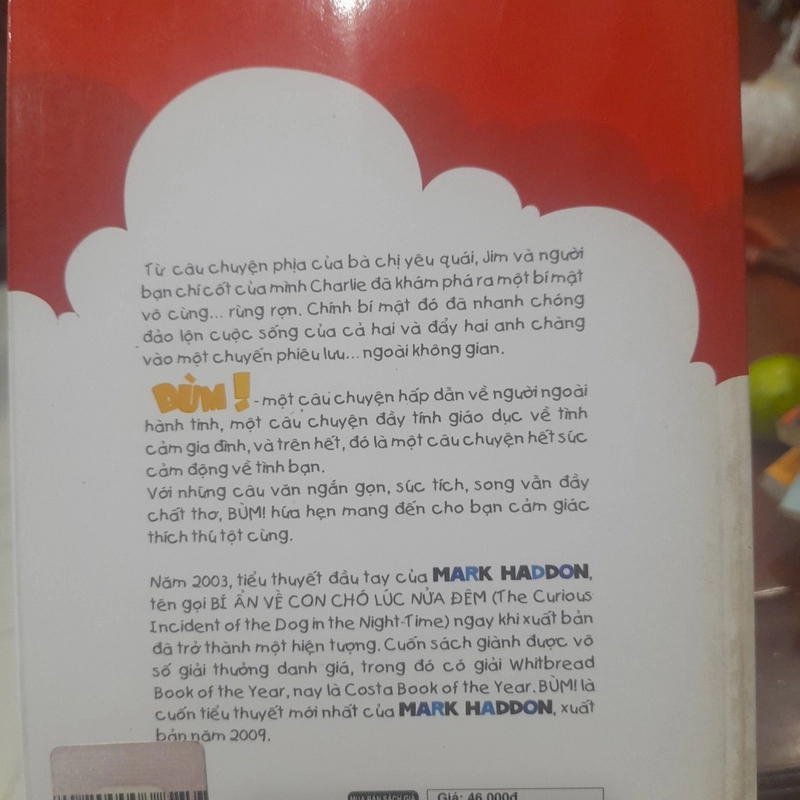 Từ câu chuyện phịa của bà chị yêu quái, Jim và người
bạn chí cốt của mình Charlie đã khám phá ra một bí mật
vô cùng... rùng rợn. Chính bí mật đó đã nhanh chóng
đảo lộn cuộc sống của cả hai và đẩy hai anh chàng
vào một chuyến phiêu lưu... ngoài không gian.
BÙM! - một câu chuyện hấp dẫn về người ngoài
hành tinh, một câu chuyện đầy tính giáo dục về tình
cảm gia đình, và trên hết, đó là một câu chuyện hết sức
cảm động về tình bạn.
Với những câu văn ngắn gọn, súc tích, song vẫn đầy
chất thơ, BÙM! hứa hẹn mang đến cho bạn cảm giác
thích thú tột cùng.
Năm 2003, tiểu thuyết đầu tay của MARK HADDON,
tên gọi BÍ ẨN VỀ CON CHÓ LÚC NỬA ĐÊM (The Curious
Incident of the Dog in the Night-Time) ngay khi xuất bản
đã trở thành một hiện tượng. Cuốn sách giành được vô
số giải thưởng danh giá, trong đó có giải Whitbread
Book of the Year, nay là Costa Book of the Year. BÙM! là
cuốn tiểu thuyết mới nhất của MARK HADDON, xuất
bản năm 2009.
MUA BẢN SÁCH GIẢ
Giá: 46.000đ